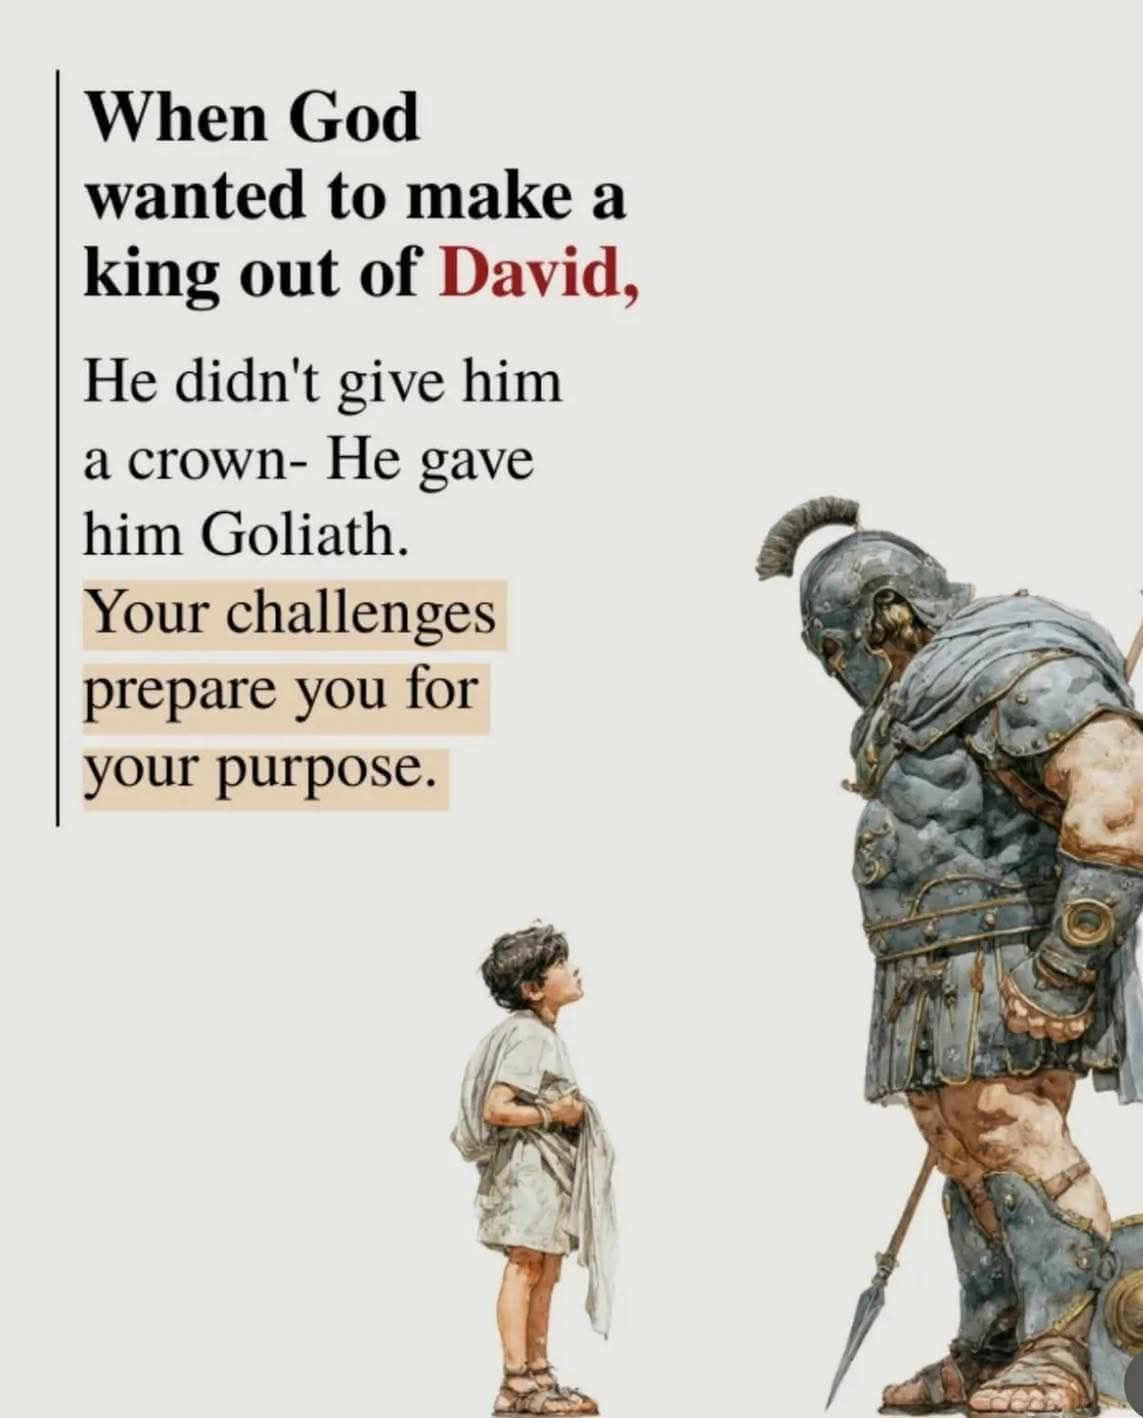 When God
wanted to make a
king out of David,
He didn't give him
a crown- He gave
him Goliath.
Your challenges
prepare you for
your purpose.